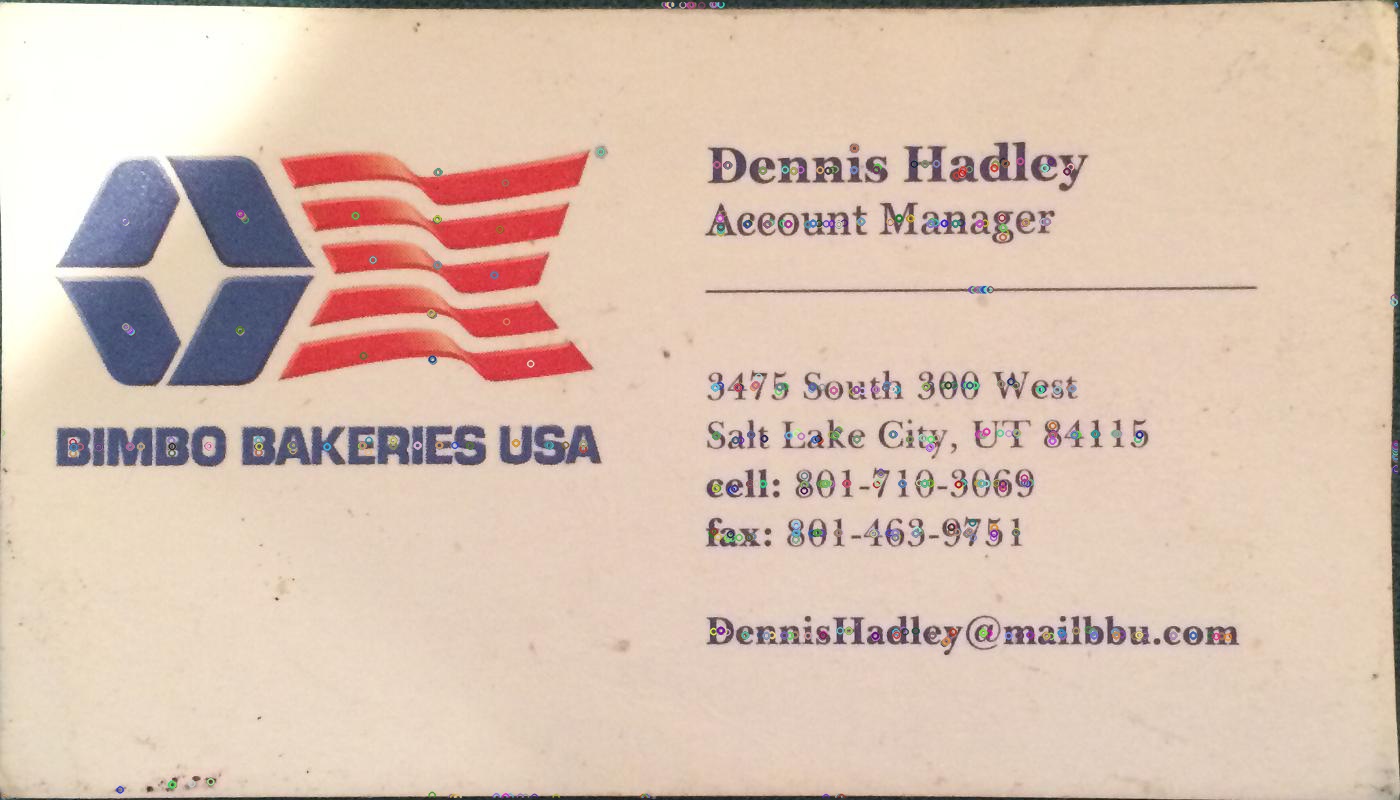 BIMBO BAKERIES USA
Dennis Hadley
Account Manager
3475 South 300 West
Salt Lake City, UT 84115
cell: 801-710-3069
fax: 801-463-9751
DennisHadley@mailbbu.com